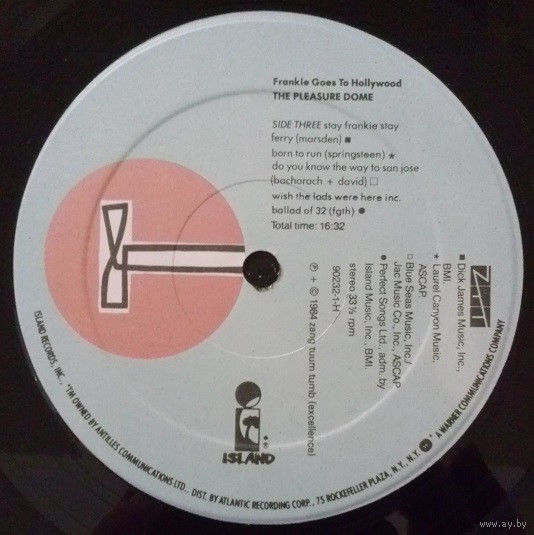 Frankie Goes To Hollywood
THE PLEASURE DOME
SIDE THREE stay frankie stay
ferry (marsden) ■
born to run (springsteen) ★
do you know the way to san jose
(bacharach + david) □
wish the lads were here inc.
ballad of 32 (fgth) ●
Total time: 16:32
ZTT
■ Dick James Music, Inc.,
BMI.
★ Laurel Canyon Music,
ASCAP.
□ Blue Seas Music, Inc./
Jac Music Co., Inc., ASCAP
● Perfect Songs Ltd., adm. by
Island Music, Inc., BMI.
90232-1-H
stereo 33 ⅓ rpm
℗ + © 1984 zang tuum tumb (excellence)
ISLAND
ISLAND RECORDS, INC., *TM OWNED BY ANTILLES COMMUNICATIONS LTD., DIST. BY ATLANTIC RECORDING CORP., 75 ROCKEFELLER PLAZA, N.Y., N.Y. A WARNER COMMUNICATIONS COMPANY
www.ay.by